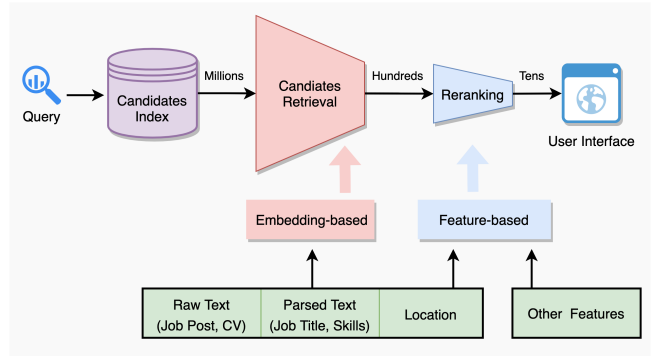 Query
Candidates
Index
Millions
Candiates
Retrieval
Hundreds
Reranking
Tens
User Interface
Embedding-based
Feature-based
Raw Text
(Job Post, CV)
Parsed Text
(Job Title, Skills)
Location
Other Features